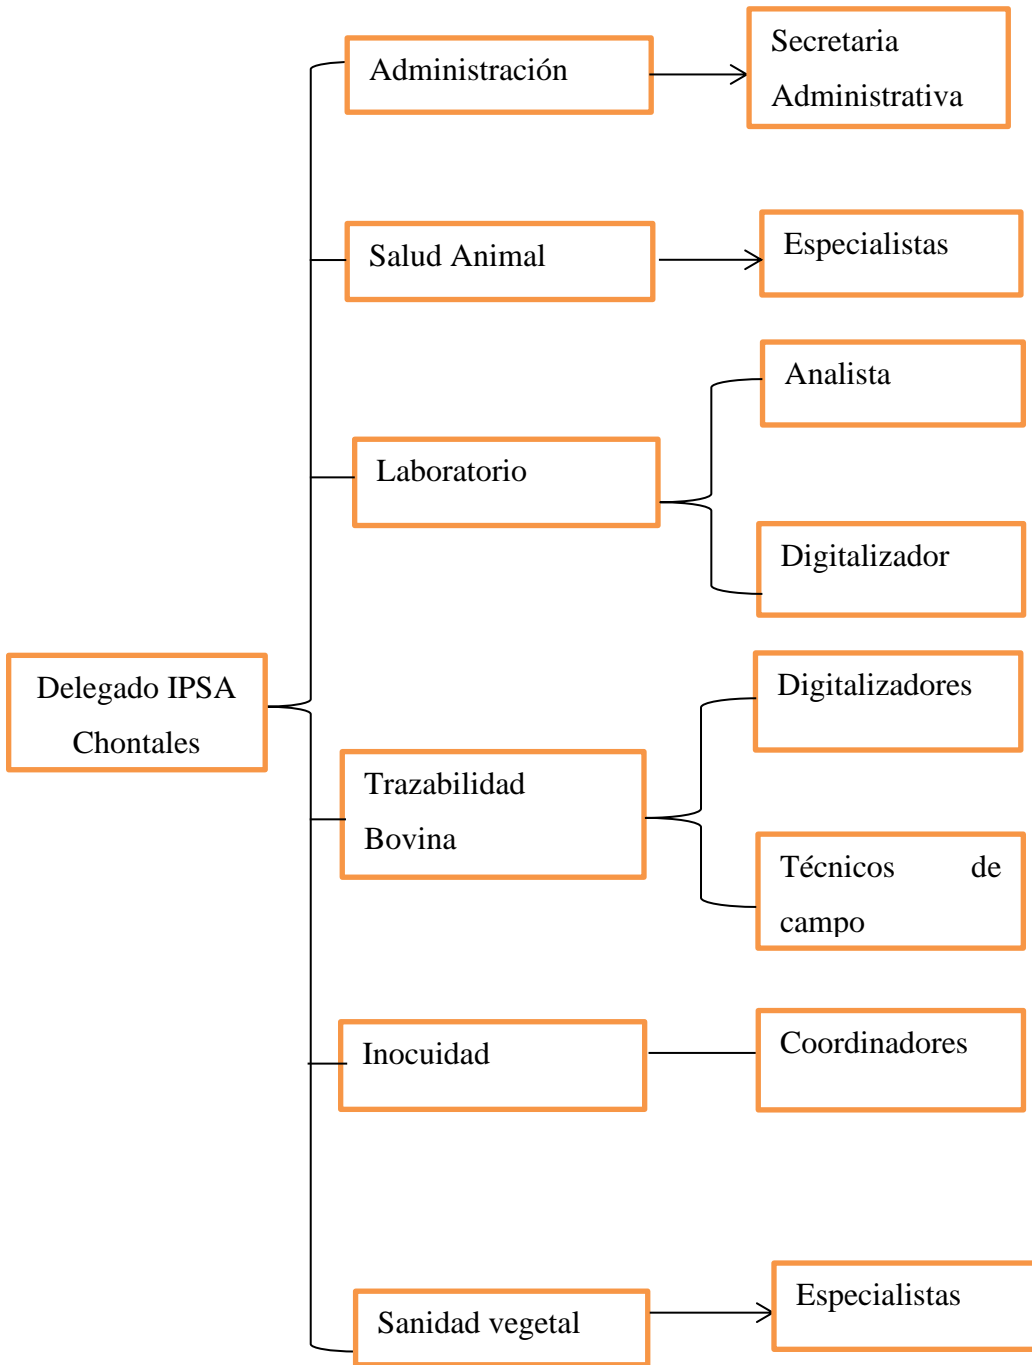 Administración
Secretaria
Administrativa
Salud Animal
Especialistas
Laboratorio
Analista
Digitalizador
Delegado IPSA
Chontales
Trazabilidad
Bovina
Digitalizadores
Técnicos de
campo
Inocuidad
Coordinadores
Sanidad vegetal
Especialistas